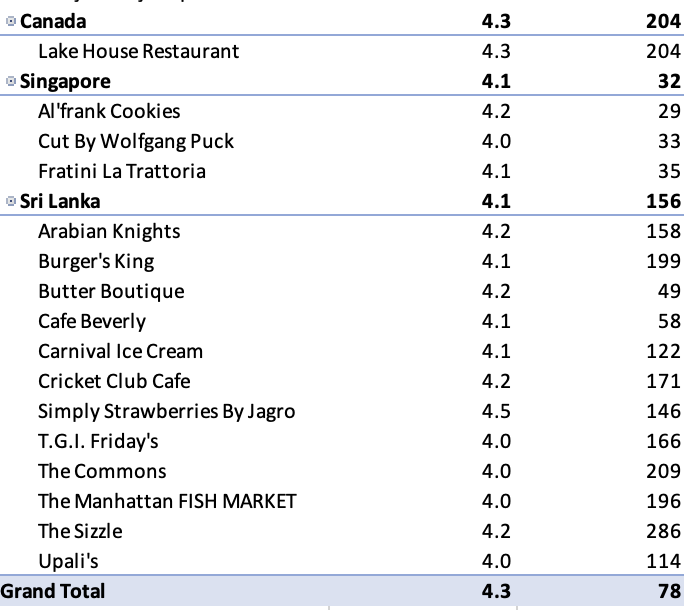 Canada 4.3 204
Lake House Restaurant 4.3 204
Singapore 4.1 32
Al'frank Cookies 4.2 29
Cut By Wolfgang Puck 4.0 33
Fratini La Trattoria 4.1 35
Sri Lanka 4.1 156
Arabian Knights 4.2 158
Burger's King 4.1 199
Butter Boutique 4.2 49
Cafe Beverly 4.1 58
Carnival Ice Cream 4.1 122
Cricket Club Cafe 4.2 171
Simply Strawberries By Jagro 4.5 146
T.G.I. Friday's 4.0 166
The Commons 4.0 209
The Manhattan FISH MARKET 4.0 196
The Sizzle 4.2 286
Upali's 4.0 114
Grand Total 4.3 78